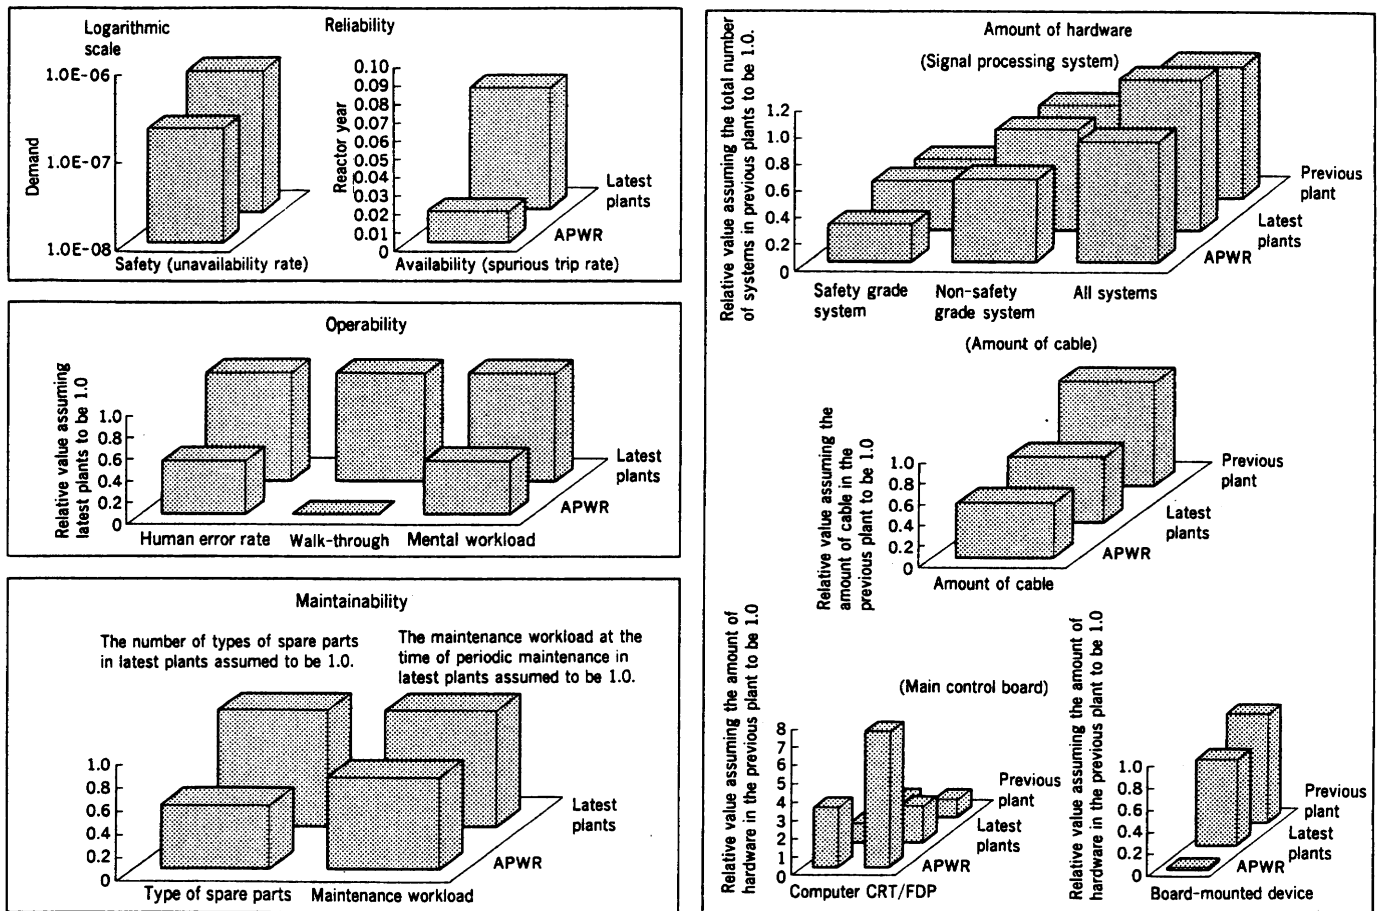 Reliability
Logarithmic
scale
Demand
1.0E-06
1.0E-07
1.0E-08
Safety (unavailability rate)
Reactor year
0.10
0.09
0.08
0.07
0.06
0.05
0.04
0.03
0.02
0.01
0
Latest
plants
APWR
Availability (spurious trip rate)
Operability
Relative value assuming
latest plants to be 1.0
1.0
0.8
0.6
0.4
0.2
0
Latest
plants
APWR
Human error rate
Walk-through
Mental workload
Maintainability
The number of types of spare parts
in latest plants assumed to be 1.0.
The maintenance workload at the
time of periodic maintenance in
latest plants assumed to be 1.0.
1.0
0.8
0.6
0.4
0.2
0
Latest
plants
APWR
Type of spare parts
Maintenance workload
Amount of hardware
(Signal processing system)
Relative value assuming the total number
of systems in previous plants to be 1.0.
1.2
1.0
0.8
0.6
0.4
0.2
0
Previous
plant
Latest
plants
APWR
Safety grade
system
Non-safety
grade system
All systems
(Amount of cable)
Relative value assuming the
amount of cable in the
previous plant to be 1.0
1.0
0.8
0.6
0.4
0.2
0
Previous
plant
Latest
plants
APWR
Amount of cable
(Main control board)
Relative value assuming the amount of
hardware in the previous plant to be 1.0
8
7
6
5
4
3
2
1
0
Previous
plant
Latest
plants
APWR
Computer CRT/FDP
Relative value assuming the amount of
hardware in the previous plant to be 1.0
1.0
0.8
0.6
0.4
0.2
0
Previous
plant
Latest
plants
APWR
Board-mounted device